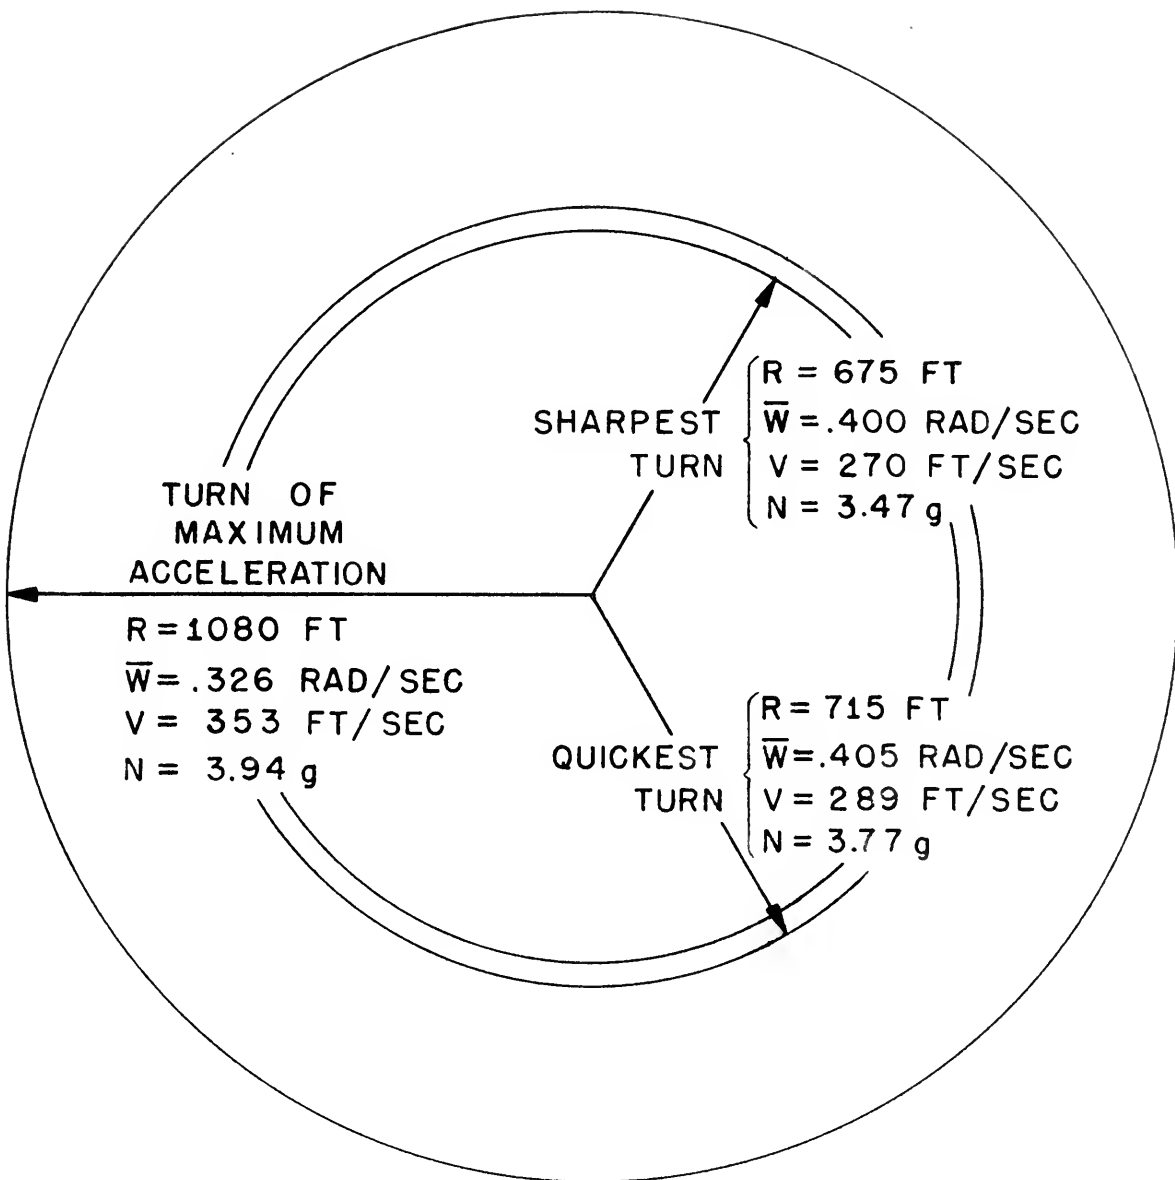 SHARPEST
TURN
R = 675 FT
W̅ = .400 RAD/SEC
V = 270 FT/SEC
N = 3.47 g
TURN OF
MAXIMUM
ACCELERATION
R = 1080 FT
W̅ = .326 RAD/SEC
V = 353 FT/SEC
N = 3.94 g
QUICKEST
TURN
R = 715 FT
W̅ = .405 RAD/SEC
V = 289 FT/SEC
N = 3.77 g